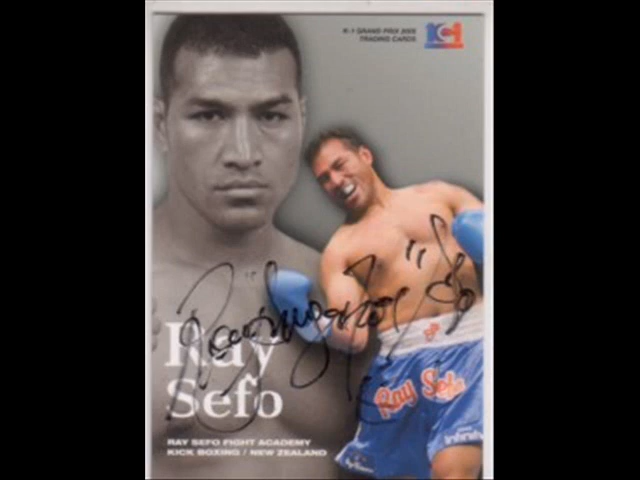 K-1 GRAND PRIX 2005
TRADING CARDS
K-1
Ray
Sefo
Ray Sefo
Infinity
RAY SEFO FIGHT ACADEMY
KICK BOXING / NEW ZEALAND